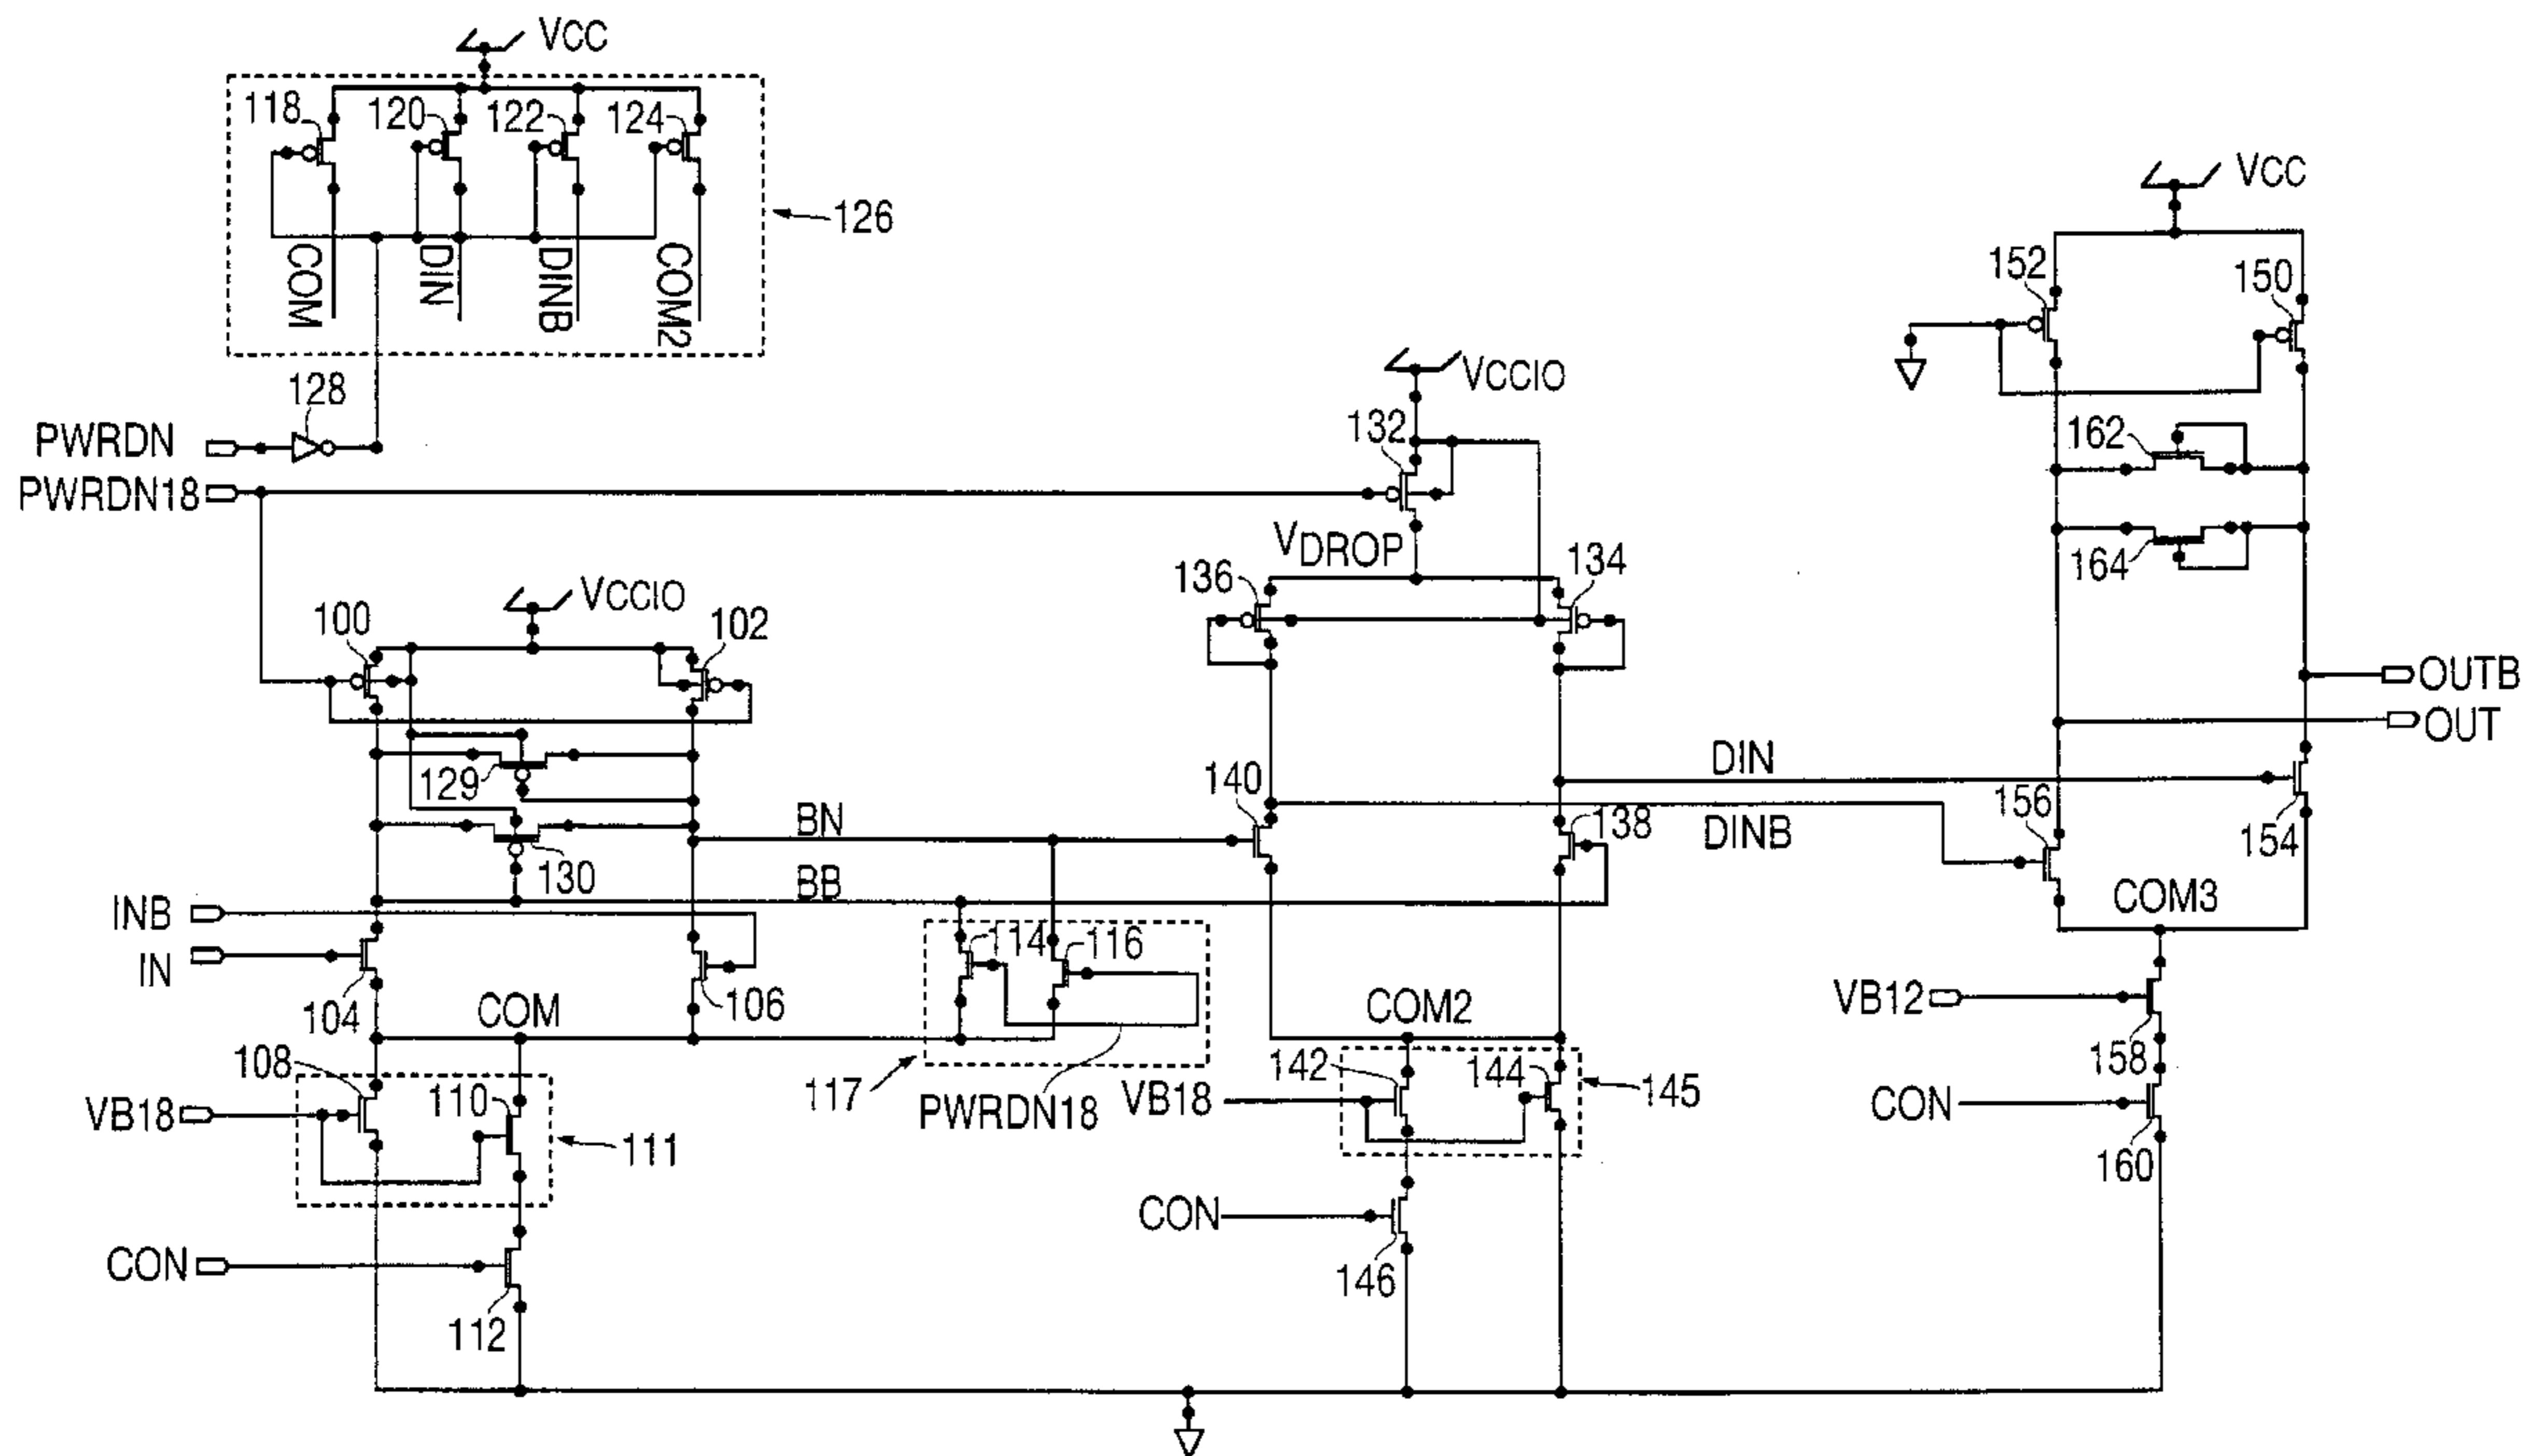 VCC
118
120
122
124
126
COM
DIN
DINB
COM2
128
PWRDN
PWRDN18
VCC
152
150
162
164
VCCIO
132
VDROP
136
134
VCCIO
100
102
129
130
BN
BB
INB
IN
104
106
COM
108
VB18
110
111
CON
112
114
116
117
PWRDN18
140
138
DIN
DINB
COM2
142
144
145
VB18
CON
146
OUTB
OUT
156
154
COM3
VB12
158
CON
160